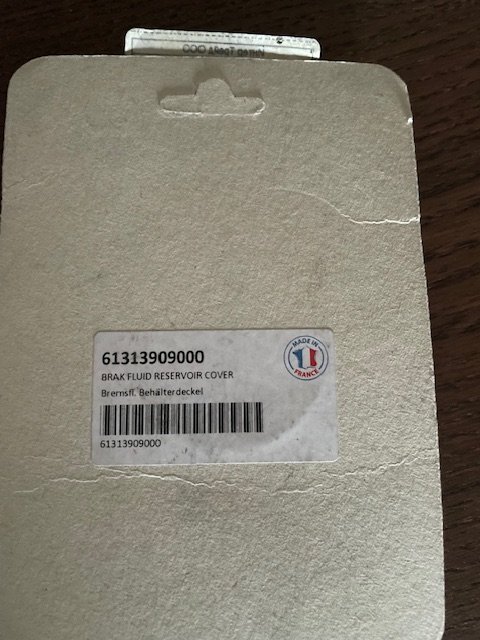 61313909000
MADE IN
FRANCE
BRAK FLUID RESERVOIR COVER
Bremsfl. Behälterdeckel
61313909000